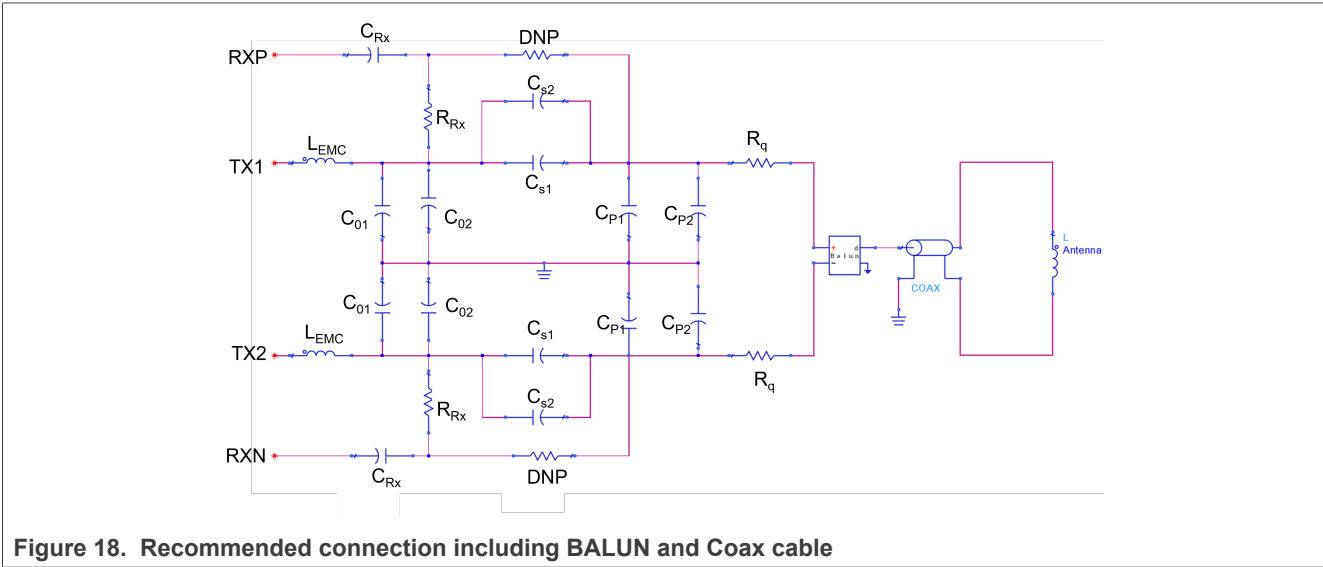 C_Rx DNP
RXP
C_s2
R_Rx
L_EMC R_q
TX1
C_s1
C_01 C_02 C_P1 C_P2
+ d
Balun
-
L
Antenna
COAX
C_01 C_02 C_P1 C_P2
L_EMC C_s1
TX2
R_q
C_s2
R_Rx
RXN
C_Rx DNP
Figure 18. Recommended connection including BALUN and Coax cable